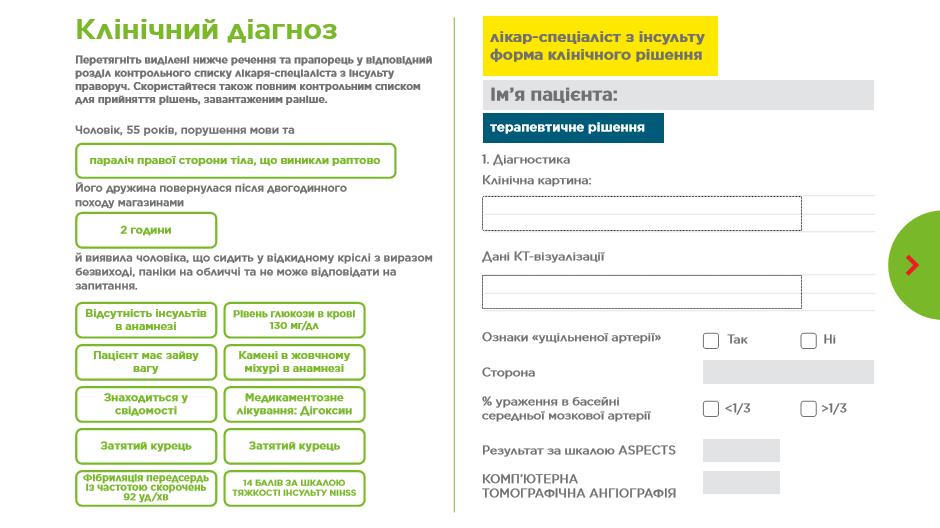 Клінічний діагноз
Перетягніть виділені нижче речення та прапорець у відповідний
розділ контрольного списку лікаря-спеціаліста з інсульту
праворуч. Скористайтеся також повним контрольним списком
для прийняття рішень, завантаженим раніше.
Чоловік, 55 років, порушення мови та
параліч правої сторони тіла, що виникли раптово
Його дружина повернулася після двогодинного
походу магазинами
2 години
й виявила чоловіка, що сидить у відкидному кріслі з виразом
безвиході, паніки на обличчі та не може відповідати на
запитання.
Відсутність інсультів
в анамнезі
Рівень глюкози в крові
130 мг/дл
Пацієнт має зайву
вагу
Камені в жовчному
міхурі в анамнезі
Знаходиться у
свідомості
Медикаментозне
лікування: Дігоксин
Затятий курець
Затятий курець
Фібриляція передсердь
із частотою скорочень
92 уд/хв
14 БАЛІВ ЗА ШКАЛОЮ
ТЯЖКОСТІ ІНСУЛЬТУ NIHSS
лікар-спеціаліст з інсульту
форма клінічного рішення
Ім’я пацієнта:
терапевтичне рішення
1. Діагностика
Клінічна картина:
Дані КТ-візуалізації
Ознаки «ущільненої артерії»
Так
Ні
Сторона
% ураження в басейні
середньої мозкової артерії
<1/3
>1/3
Результат за шкалою ASPECTS
КОМП’ЮТЕРНА
ТОМОГРАФІЧНА АНГІОГРАФІЯ